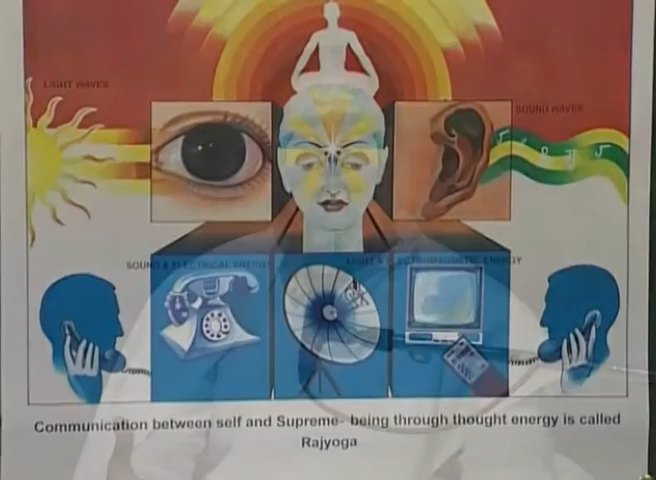 LIGHT WAVES
SOUND WAVES
SOUND & ELECTRICAL ENERGY
LIGHT & ELECTROMAGNETIC ENERGY
Communication between self and Supreme- being through thought energy is called
Rajyoga